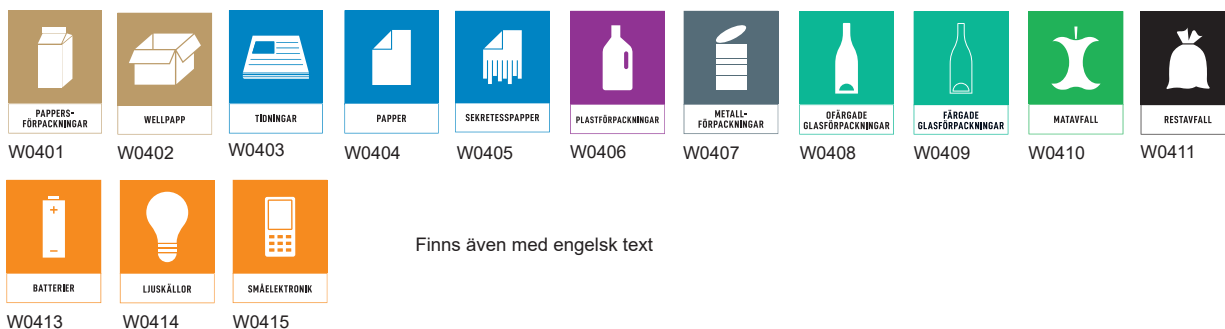 PAPPERS-
FÖRPACKNINGAR
WELLPAPP
TIDNINGAR
PAPPER
SEKRETESSPAPPER
PLASTFÖRPACKNINGAR
METALL-
FÖRPACKNINGAR
OFÄRGADE
GLASFÖRPACKNINGAR
FÄRGADE
GLASFÖRPACKNINGAR
MATAVFALL
RESTAVFALL
W0401 W0402 W0403 W0404 W0405 W0406 W0407 W0408 W0409 W0410 W0411
+
–
Finns även med engelsk text
BATTERIER
LJUSKÄLLOR
SMÅELEKTRONIK
W0413 W0414 W0415